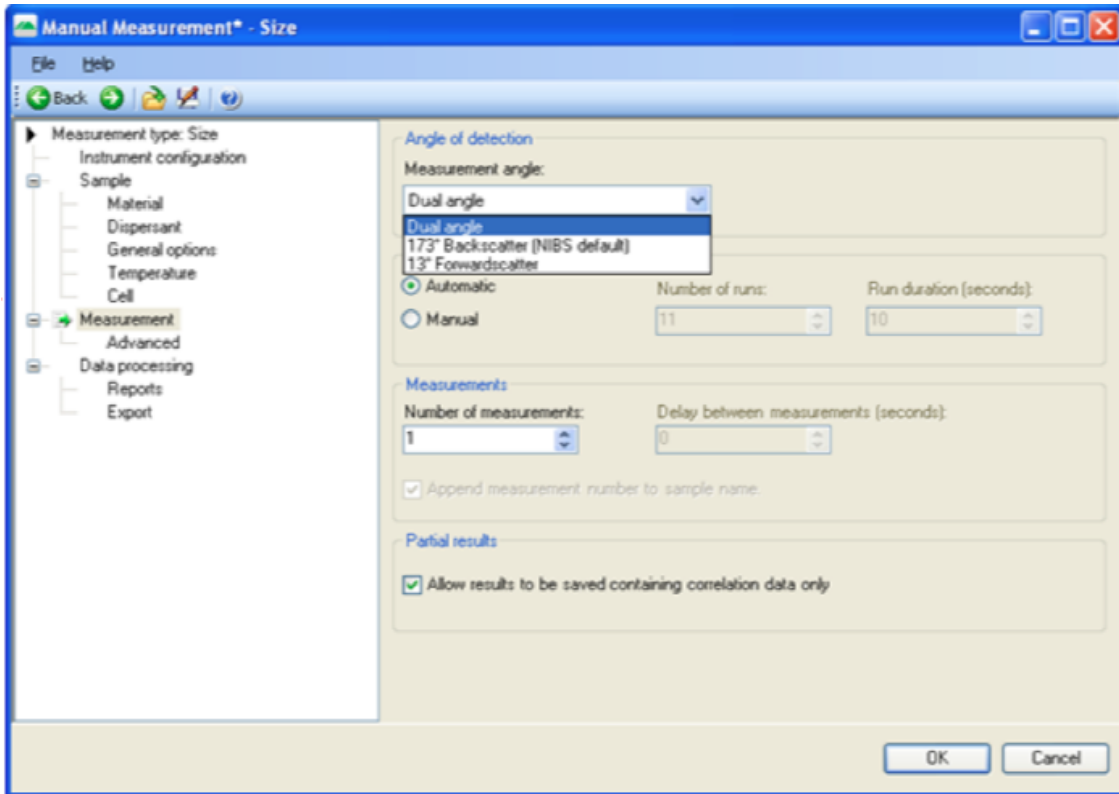 Manual Measurement* - Size
File Help
Back
Measurement type: Size
Instrument configuration
Sample
Material
Dispersant
General options
Temperature
Cell
Measurement
Advanced
Data processing
Reports
Export
Angle of detection
Measurement angle:
Dual angle
Dual angle
173° Backscatter (NIBS default)
13° Forwardscatter
Automatic
Manual
Number of runs:
11
Run duration (seconds):
10
Measurements
Number of measurements:
1
Delay between measurements (seconds):
0
Append measurement number to sample name.
Partial results
Allow results to be saved containing correlation data only
OK Cancel